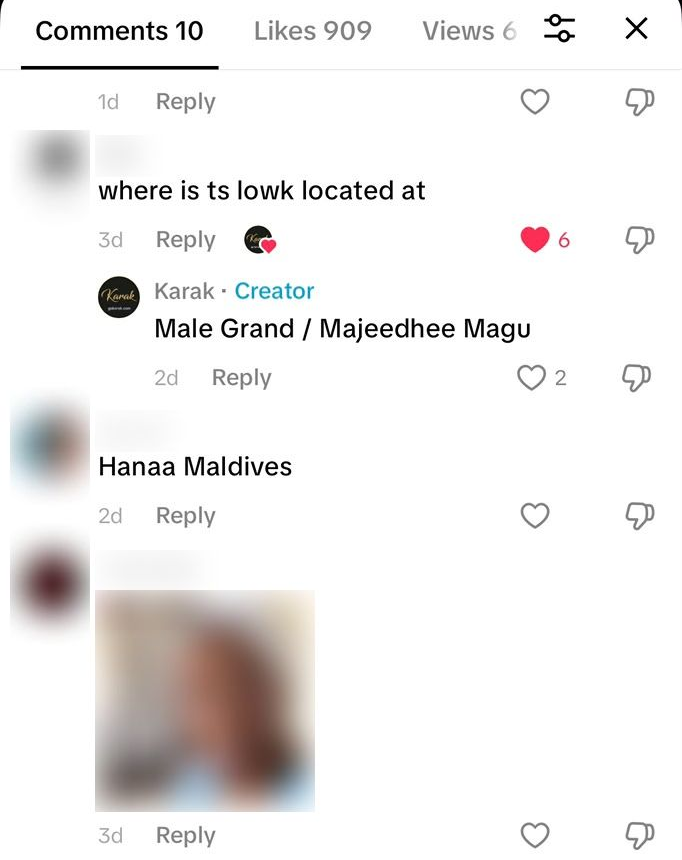 Comments 10 Likes 909 Views 6
1d Reply
where is ts lowk located at
3d Reply 6
Karak · Creator
Male Grand / Majeedhee Magu
2d Reply 2
Hanaa Maldives
2d Reply
3d Reply